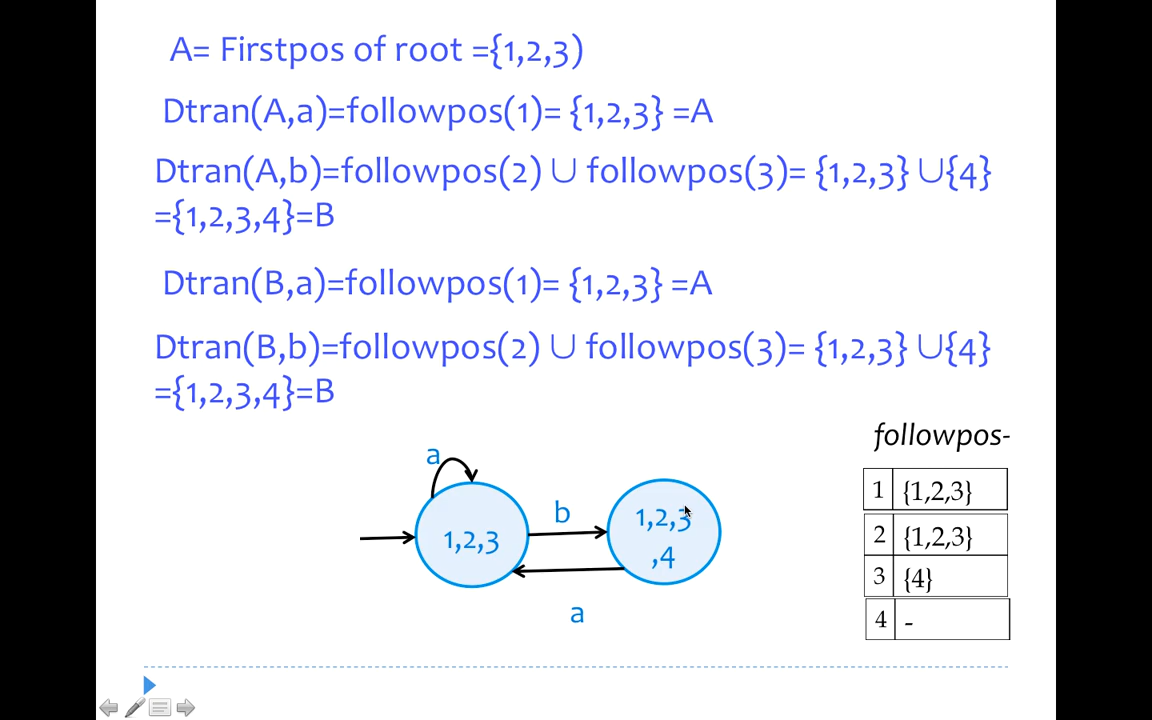 A= Firstpos of root ={1,2,3)
Dtran(A,a)=followpos(1)= {1,2,3} =A
Dtran(A,b)=followpos(2) ∪ followpos(3)= {1,2,3} ∪{4}
={1,2,3,4}=B
Dtran(B,a)=followpos(1)= {1,2,3} =A
Dtran(B,b)=followpos(2) ∪ followpos(3)= {1,2,3} ∪{4}
={1,2,3,4}=B
followpos-
a
1 {1,2,3}
b
1,2,3
1,2,3
,4
2 {1,2,3}
3 {4}
a
4 -